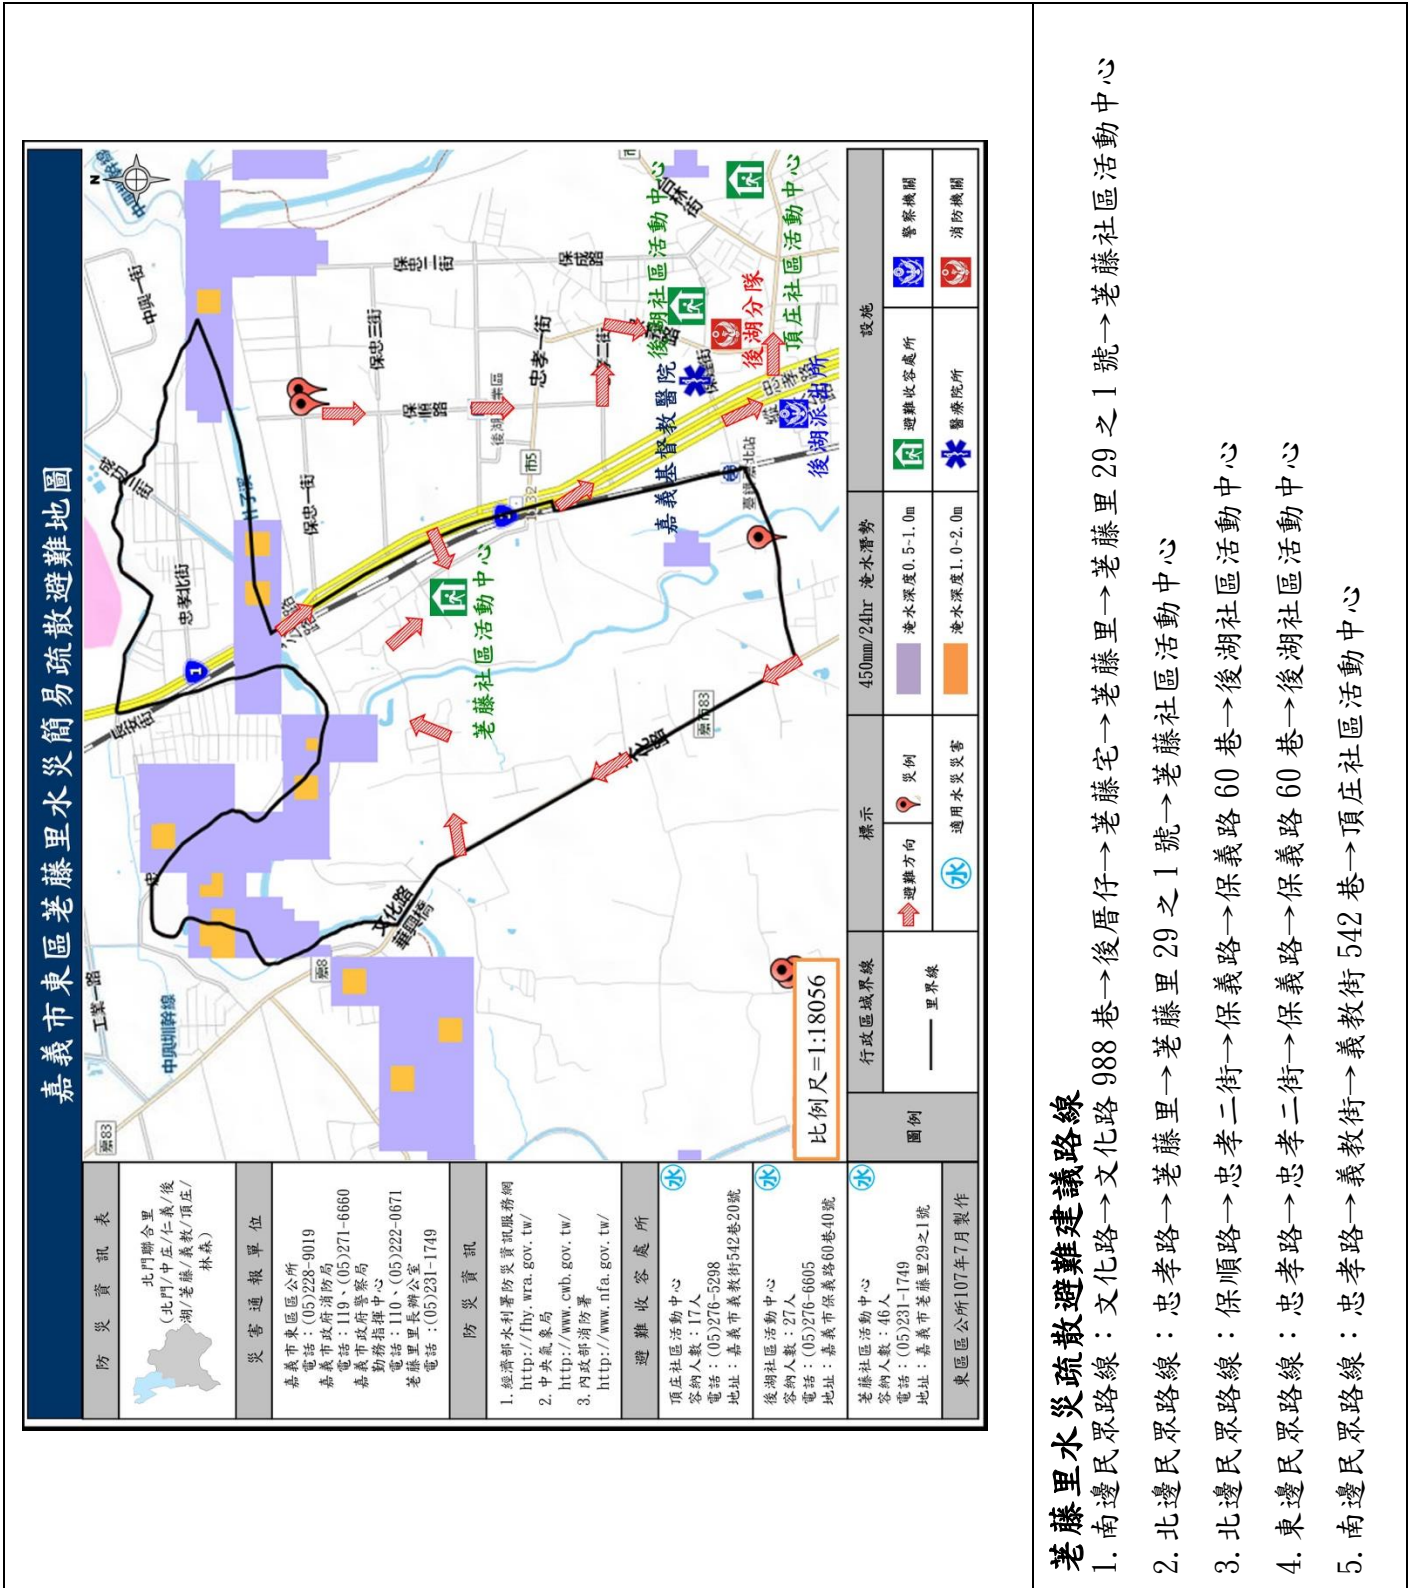 嘉義市東區荖藤里水災簡易疏散避難地圖
防災資訊表
北門聯合里
(北門/中庄/仁義/後
湖/荖藤/義教/頂庄/
林森)
災害通報單位
嘉義市東區公所
電話：(05)228-9019
嘉義市政府消防局
電話：119、(05)271-6660
嘉義市政府警察局
勤務指揮中心
電話：110、(05)222-0671
荖藤里里長辦公室
電話：(05)231-1749
防災資訊
1. 經濟部水利署防災資訊服務網
http://fhy.wra.gov.tw/
2. 中央氣象局
http://www.cwb.gov.tw/
3. 內政部消防署
http://www.nfa.gov.tw/
避難收容處所
頂庄社區活動中心
容納人數：17人
電話：(05)276-5298
地址：嘉義市義教街542巷20號
水
後湖社區活動中心
容納人數：27人
電話：(05)276-6605
地址：嘉義市保義路60巷40號
水
荖藤社區活動中心
容納人數：46人
電話：(05)231-1749
地址：嘉義市荖藤里29之1號
水
東區區公所107年7月製作
嘉83
工業一路
中興圳幹線
N
中興一街
成功二街
忠孝北街
1
竹子溪
保忠一街
保忠三街
保忠二街
保順路
保成路
忠孝一街
市5
嘉市83
文化路
華興橋
後湖社區活動中心
頂庄社區活動中心
後湖分隊
後湖派出所
嘉義基督教醫院
荖藤社區活動中心
比例尺=1:18056
圖例
行政區域界線
里界線
標示
避難方向
災例
水
適用水災災害
450mm/24hr 淹水潛勢
淹水深度0.5~1.0m
淹水深度1.0~2.0m
設施
避難收容處所
警察機關
醫療院所
消防機關
荖藤里水災疏散避難建議路線
1. 南邊民眾路線：文化路→文化路 988 巷→後厝仔→荖藤宅→荖藤里→荖藤里 29 之 1 號→荖藤社區活動中心
2. 北邊民眾路線：忠孝路→荖藤里→荖藤里 29 之 1 號→荖藤社區活動中心
3. 北邊民眾路線：保順路→忠孝二街→保義路→保義路 60 巷→後湖社區活動中心
4. 東邊民眾路線：忠孝路→忠孝二街→保義路→保義路 60 巷→後湖社區活動中心
5. 南邊民眾路線：忠孝路→義教街→義教街 542 巷→頂庄社區活動中心